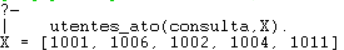 ?-
|    utentes_ato(consulta,X).
X = [1001, 1006, 1002, 1004, 1011]